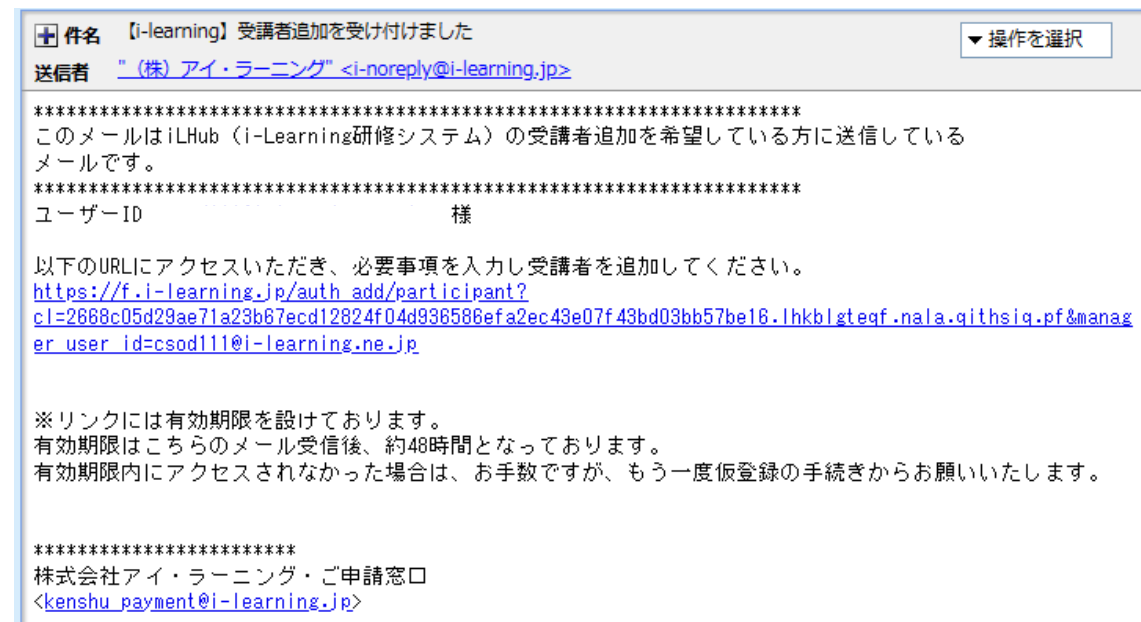 件名 【i-learning】受講者追加を受け付けました
▼操作を選択
送信者 "（株）アイ・ラーニング" <i-noreply@i-learning.jp>
**********************************************************************
このメールはiLHub（i-Learning研修システム）の受講者追加を希望している方に送信している
メールです。
**********************************************************************
ユーザーID 様
以下のURLにアクセスいただき、必要事項を入力し受講者を追加してください。
https://f.i-learning.jp/auth_add/participant?
cl=2668c05d29ae71a23b67ecd12824f04d936586efa2ec43e07f43bd03bb57be16.lhkblgteqf.nala.qithsiq.pf&manag
er_user_id=csod111@i-learning.ne.jp
※リンクには有効期限を設けております。
有効期限はこちらのメール受信後、約48時間となっております。
有効期限内にアクセスされなかった場合は、お手数ですが、もう一度仮登録の手続きからお願いいたします。
************************
株式会社アイ・ラーニング・ご申請窓口
<kenshu_payment@i-learning.jp>